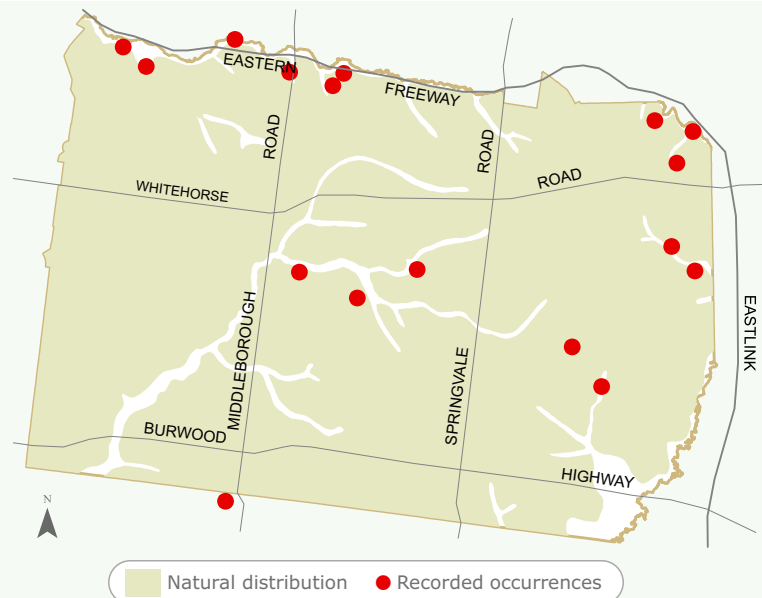 EASTERN
FREEWAY
ROAD
ROAD
WHITEHORSE
ROAD
MIDDLEBOROUGH
EASTLINK
SPRINGVALE
BURWOOD
HIGHWAY
N
Natural distribution
Recorded occurrences